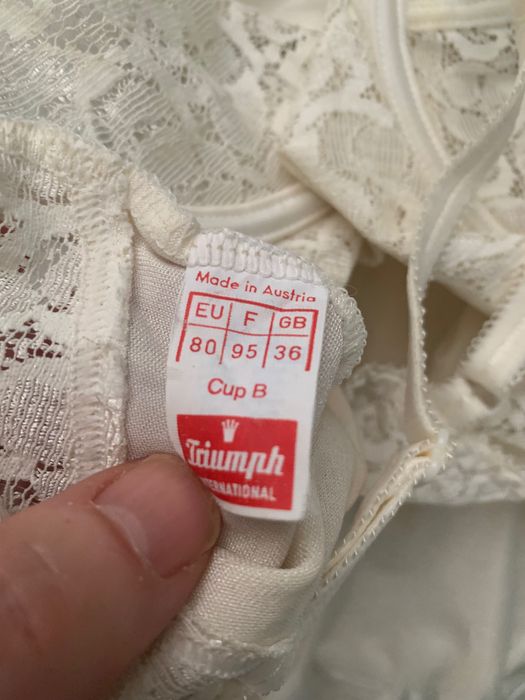 Made in Austria
EU F GB
80 95 36
Cup B
Triumph
INTERNATIONAL